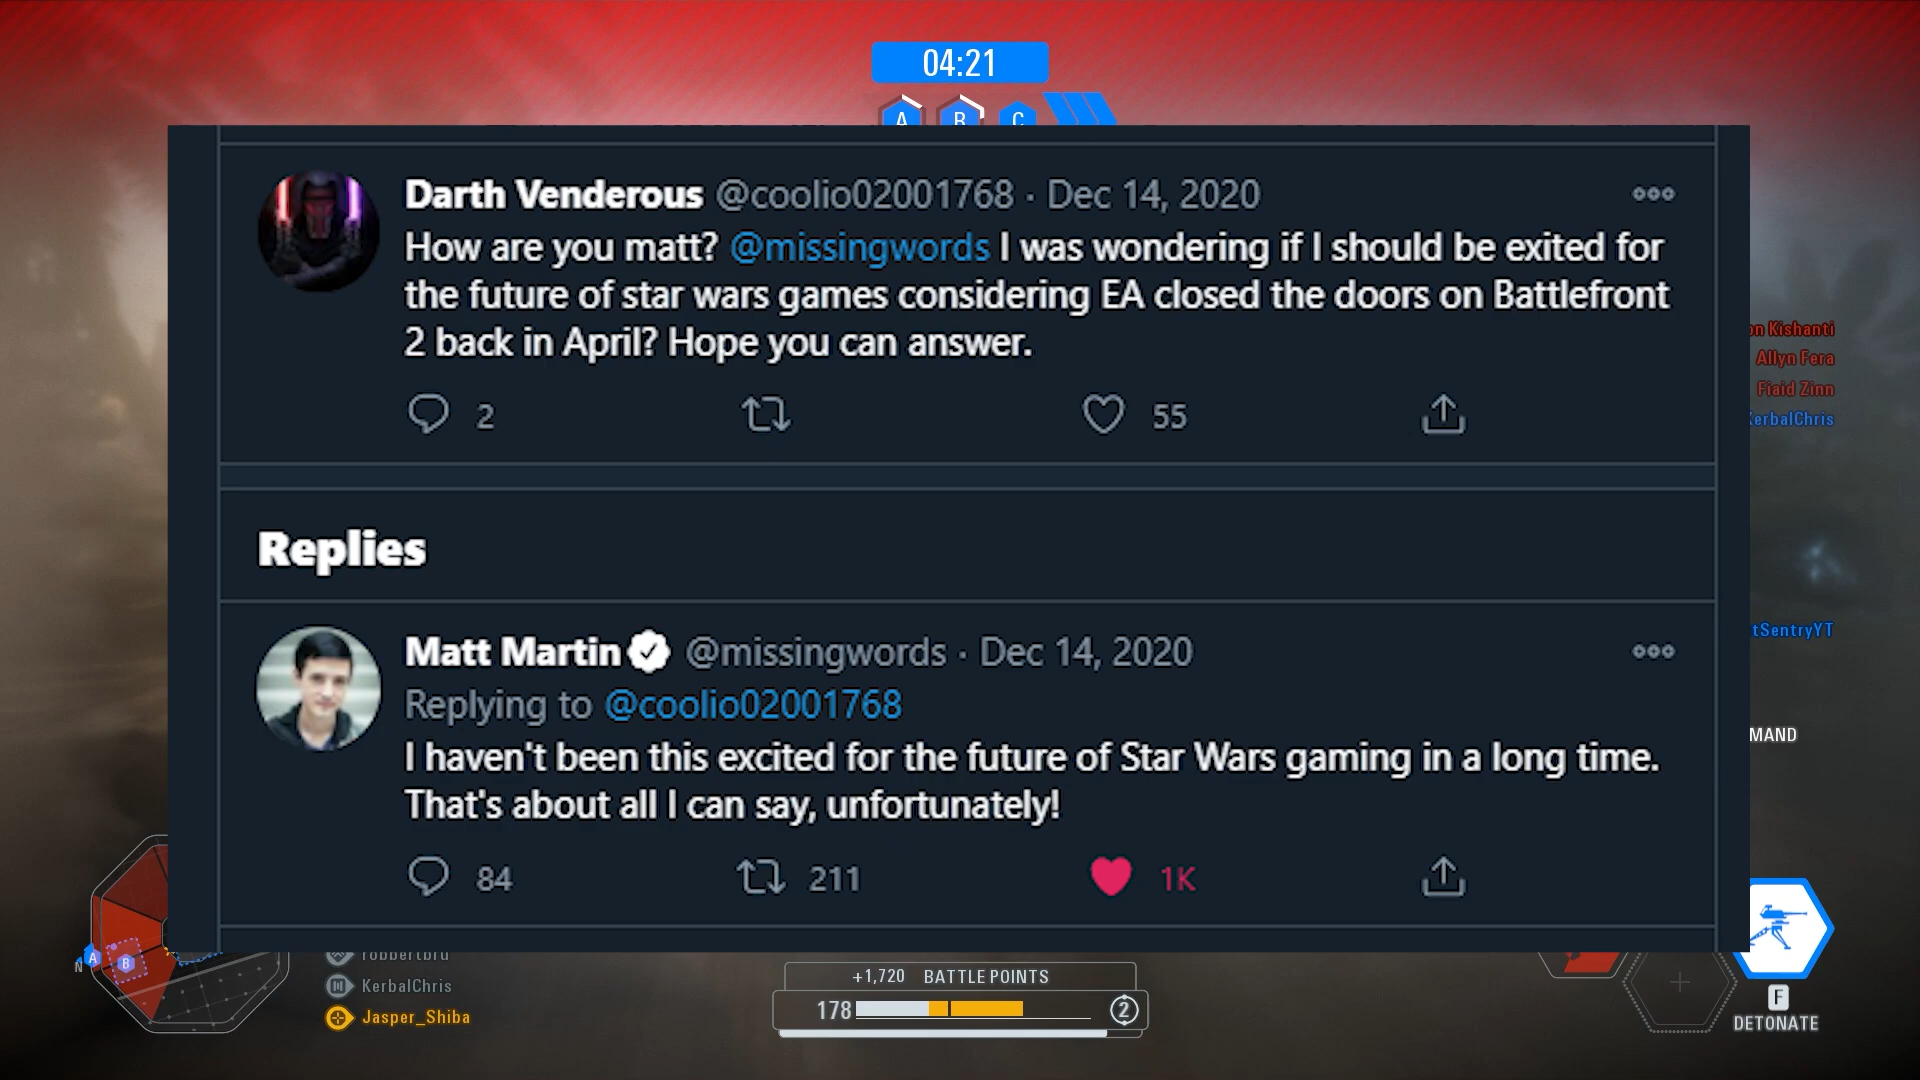 04:21
A B C
Darth Venderous @coolio02001768 · Dec 14, 2020
How are you matt? @missingwords I was wondering if I should be exited for
the future of star wars games considering EA closed the doors on Battlefront
2 back in April? Hope you can answer.
2 55
Replies
Matt Martin @missingwords · Dec 14, 2020
Replying to @coolio02001768
I haven't been this excited for the future of Star Wars gaming in a long time.
That's about all I can say, unfortunately!
84 211 1K
on Kishanti
Allyn Fera
Fiaid Zinn
KerbalChris
tSentryYT
MAND
N A B
KerbalChris
Jasper_Shiba
+1,720 BATTLE POINTS
178 2
F
DETONATE